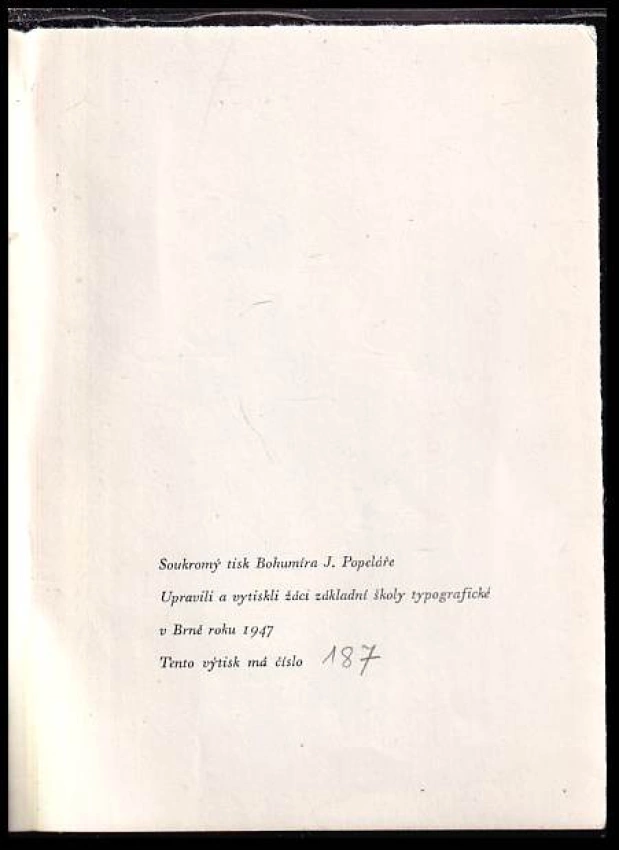 Soukromý tisk Bohumíra J. Popeláře
Upravili a vytiskli žáci základní školy typografické
v Brně roku 1947
Tento výtisk má číslo 187